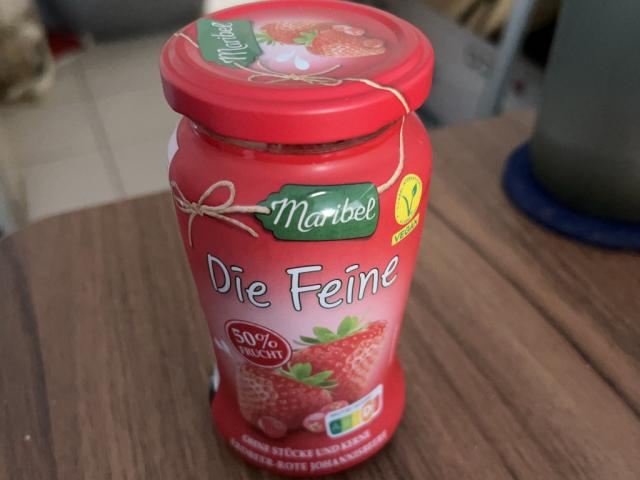 Maribel
Maribel
VEGAN
Die Feine
50%
FRUCHT
OHNE STÜCKE UND KERNE
ERDBEER-ROTE JOHANNISBEERE